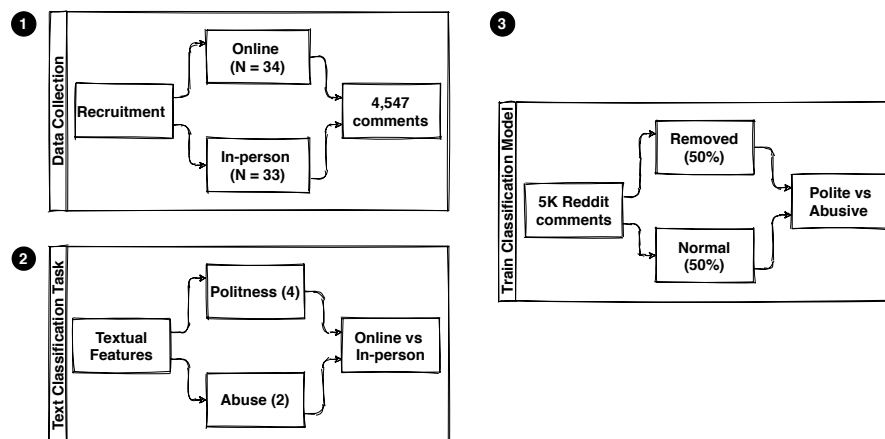 1
Data Collection
Recruitment
Online
(N = 34)
In-person
(N = 33)
4,547
comments
2
Text Classification Task
Textual
Features
Politness (4)
Abuse (2)
Online vs
In-person
3
Train Classification Model
5K Reddit
comments
Removed
(50%)
Normal
(50%)
Polite vs
Abusive